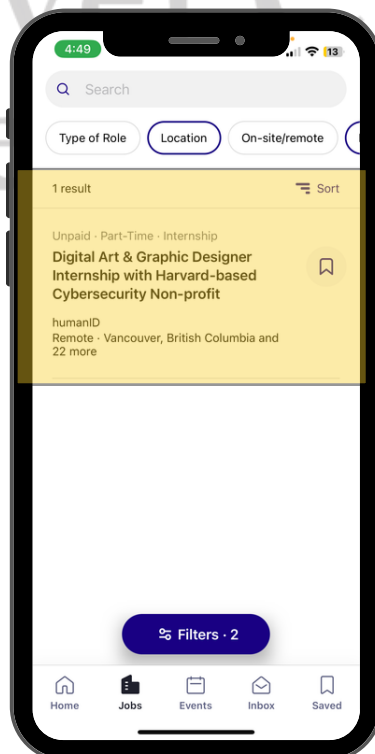 4:49
13
Search
Type of Role
Location
On-site/remote
1 result
Sort
Unpaid · Part-Time · Internship
Digital Art & Graphic Designer
Internship with Harvard-based
Cybersecurity Non-profit
humanID
Remote · Vancouver, British Columbia and
22 more
Filters · 2
Home
Jobs
Events
Inbox
Saved